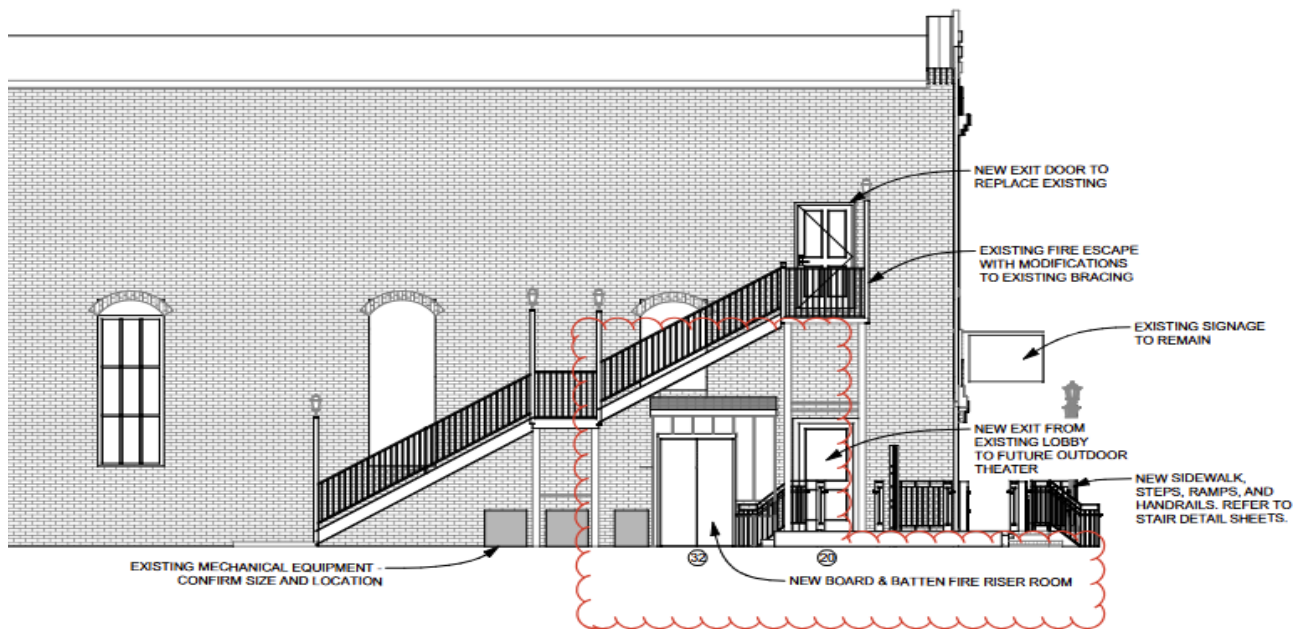 NEW EXIT DOOR TO
REPLACE EXISTING
EXISTING FIRE ESCAPE
WITH MODIFICATIONS
TO EXISTING BRACING
EXISTING SIGNAGE
TO REMAIN
NEW EXIT FROM
EXISTING LOBBY
TO FUTURE OUTDOOR
THEATER
NEW SIDEWALK,
STEPS, RAMPS, AND
HANDRAILS. REFER TO
STAIR DETAIL SHEETS.
32
20
EXISTING MECHANICAL EQUIPMENT -
CONFIRM SIZE AND LOCATION
NEW BOARD & BATTEN FIRE RISER ROOM